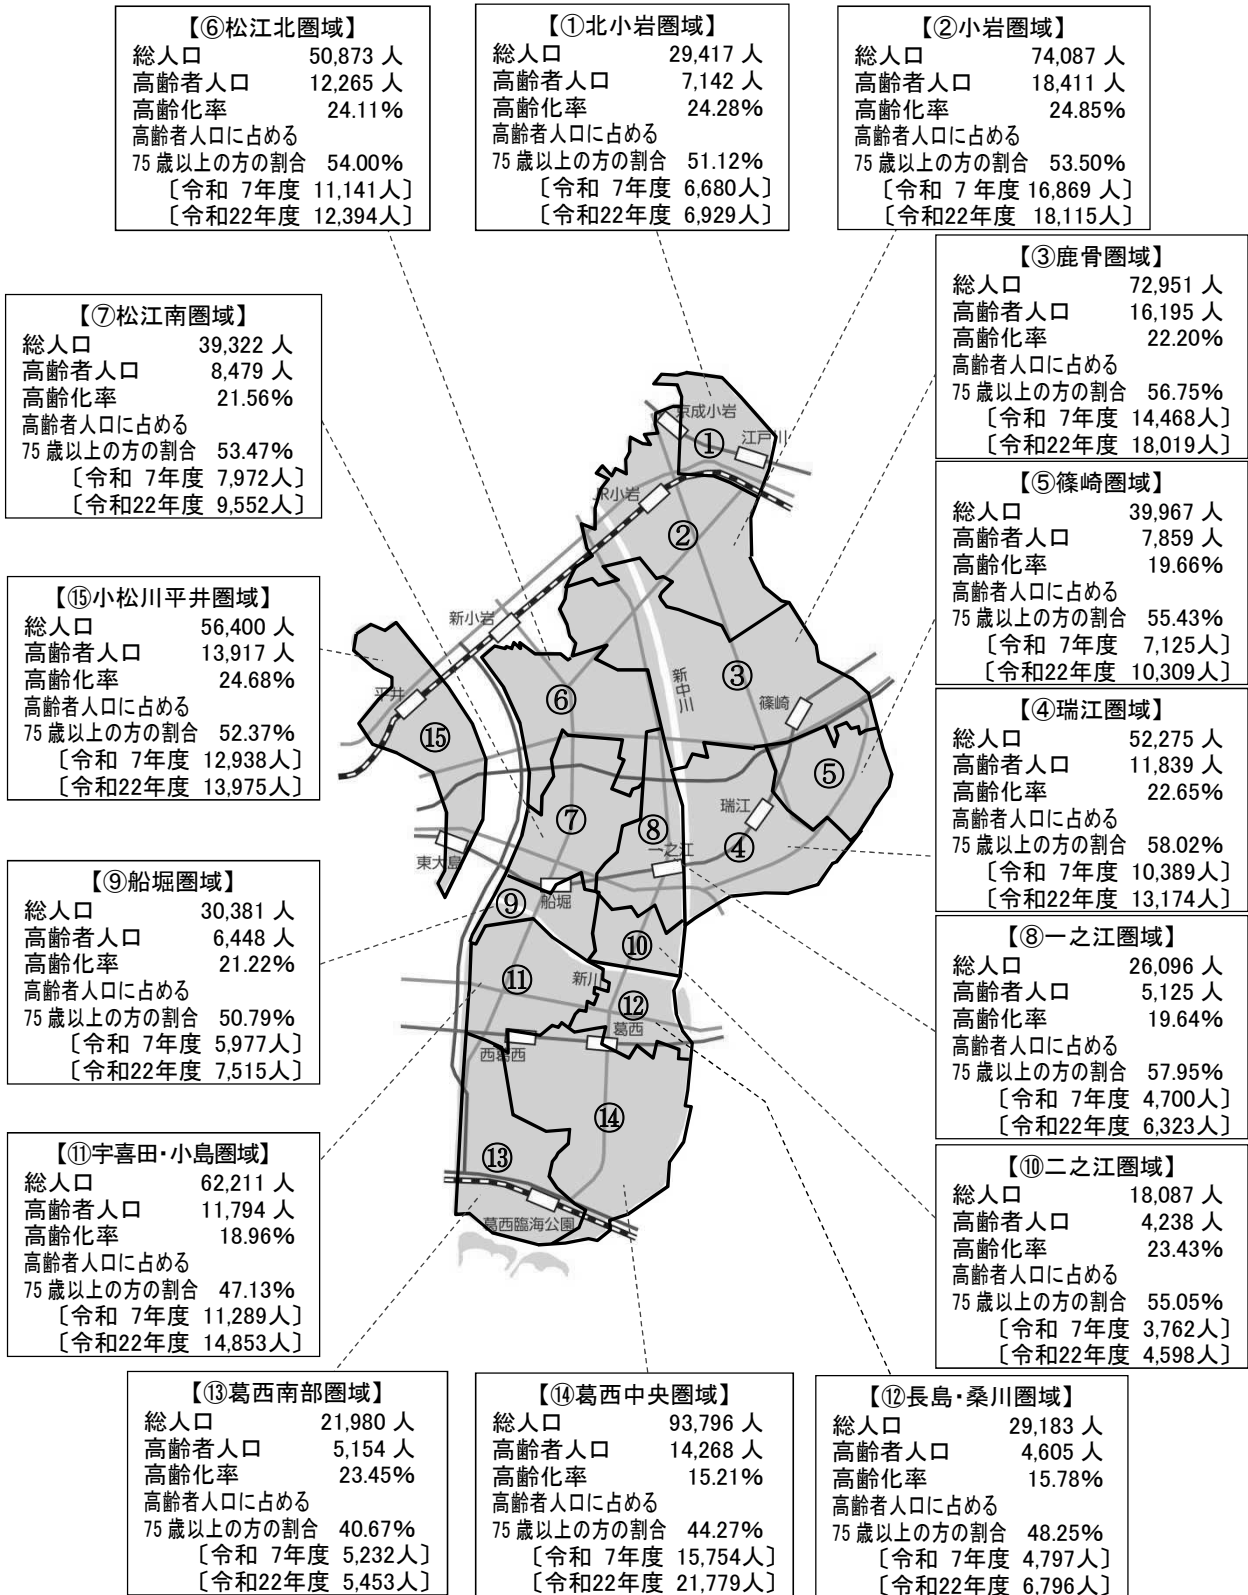 【⑥松江北圏域】
総人口 50,873 人
高齢者人口 12,265 人
高齢化率 24.11%
高齢者人口に占める
75 歳以上の方の割合 54.00%
〔令和 7年度 11,141人〕
〔令和22年度 12,394人〕
【①北小岩圏域】
総人口 29,417 人
高齢者人口 7,142 人
高齢化率 24.28%
高齢者人口に占める
75 歳以上の方の割合 51.12%
〔令和 7年度 6,680人〕
〔令和22年度 6,929人〕
【②小岩圏域】
総人口 74,087 人
高齢者人口 18,411 人
高齢化率 24.85%
高齢者人口に占める
75 歳以上の方の割合 53.50%
〔令和 7 年度 16,869 人〕
〔令和22年度 18,115人〕
【③鹿骨圏域】
総人口 72,951 人
高齢者人口 16,195 人
高齢化率 22.20%
高齢者人口に占める
75 歳以上の方の割合 56.75%
〔令和 7年度 14,468人〕
〔令和22年度 18,019人〕
【⑦松江南圏域】
総人口 39,322 人
高齢者人口 8,479 人
高齢化率 21.56%
高齢者人口に占める
75 歳以上の方の割合 53.47%
〔令和 7年度 7,972人〕
〔令和22年度 9,552人〕
【⑤篠崎圏域】
総人口 39,967 人
高齢者人口 7,859 人
高齢化率 19.66%
高齢者人口に占める
75 歳以上の方の割合 55.43%
〔令和 7年度 7,125人〕
〔令和22年度 10,309人〕
【⑮小松川平井圏域】
総人口 56,400 人
高齢者人口 13,917 人
高齢化率 24.68%
高齢者人口に占める
75 歳以上の方の割合 52.37%
〔令和 7年度 12,938人〕
〔令和22年度 13,975人〕
【④瑞江圏域】
総人口 52,275 人
高齢者人口 11,839 人
高齢化率 22.65%
高齢者人口に占める
75 歳以上の方の割合 58.02%
〔令和 7年度 10,389人〕
〔令和22年度 13,174人〕
【⑨船堀圏域】
総人口 30,381 人
高齢者人口 6,448 人
高齢化率 21.22%
高齢者人口に占める
75 歳以上の方の割合 50.79%
〔令和 7年度 5,977人〕
〔令和22年度 7,515人〕
【⑧一之江圏域】
総人口 26,096 人
高齢者人口 5,125 人
高齢化率 19.64%
高齢者人口に占める
75 歳以上の方の割合 57.95%
〔令和 7年度 4,700人〕
〔令和22年度 6,323人〕
【⑪宇喜田・小島圏域】
総人口 62,211 人
高齢者人口 11,794 人
高齢化率 18.96%
高齢者人口に占める
75 歳以上の方の割合 47.13%
〔令和 7年度 11,289人〕
〔令和22年度 14,853人〕
【⑩二之江圏域】
総人口 18,087 人
高齢者人口 4,238 人
高齢化率 23.43%
高齢者人口に占める
75 歳以上の方の割合 55.05%
〔令和 7年度 3,762人〕
〔令和22年度 4,598人〕
【⑬葛西南部圏域】
総人口 21,980 人
高齢者人口 5,154 人
高齢化率 23.45%
高齢者人口に占める
75 歳以上の方の割合 40.67%
〔令和 7年度 5,232人〕
〔令和22年度 5,453人〕
【⑭葛西中央圏域】
総人口 93,796 人
高齢者人口 14,268 人
高齢化率 15.21%
高齢者人口に占める
75 歳以上の方の割合 44.27%
〔令和 7年度 15,754人〕
〔令和22年度 21,779人〕
【⑫長島・桑川圏域】
総人口 29,183 人
高齢者人口 4,605 人
高齢化率 15.78%
高齢者人口に占める
75 歳以上の方の割合 48.25%
〔令和 7年度 4,797人〕
〔令和22年度 6,796人〕
京成小岩
江戸川
①
JR小岩
②
新小岩
新中川
③
篠崎
⑥
平井
⑮
⑤
瑞江
⑦
⑧
④
一之江
東大島
船堀
⑨
⑩
新川
⑪
⑫
葛西
西葛西
⑭
⑬
葛西臨海公園